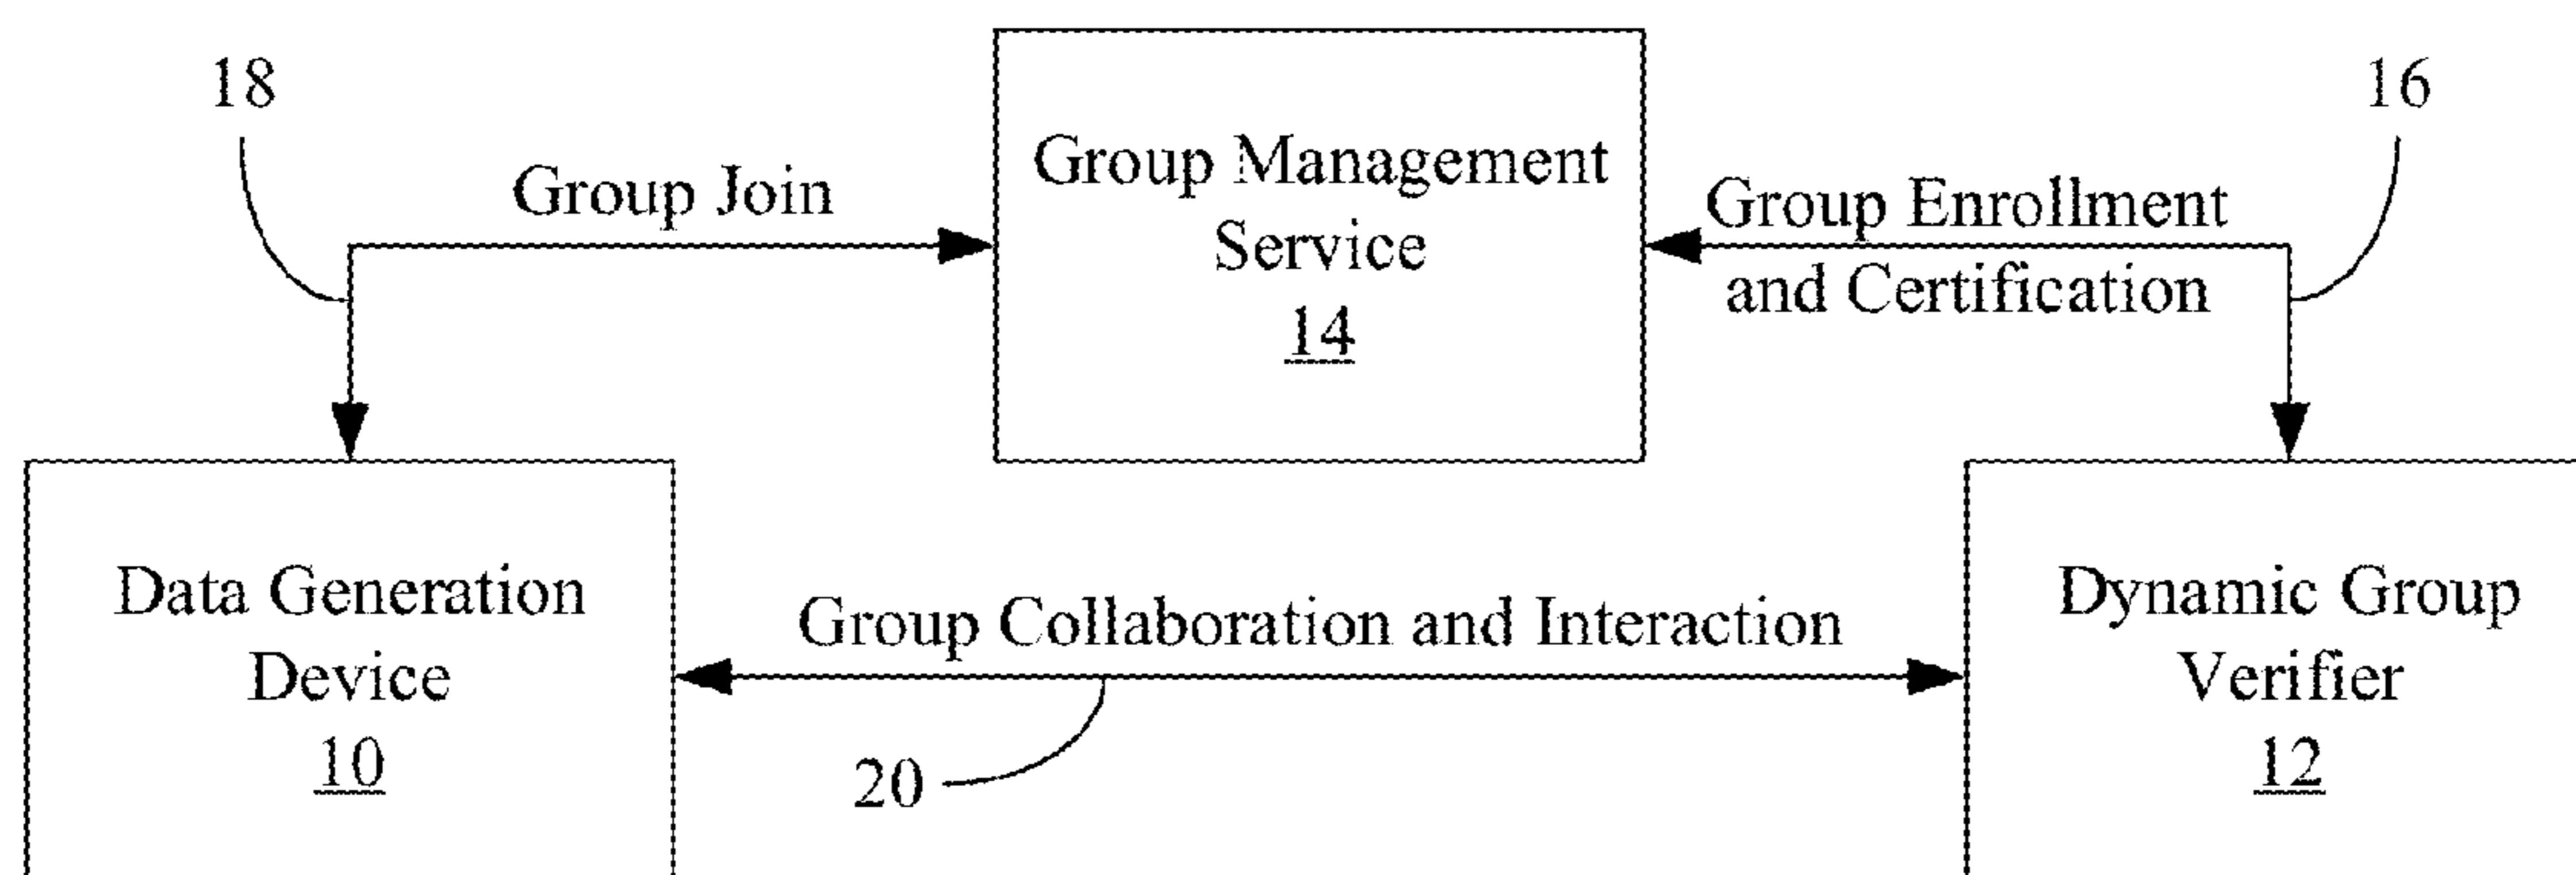 18
16
Group Join
Group Management
Service
14
Group Enrollment
and Certification
Data Generation
Device
10
Group Collaboration and Interaction
20
Dynamic Group
Verifier
12